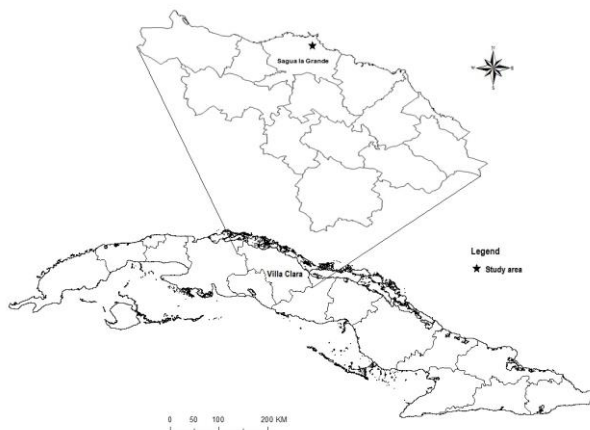 Sagua la Grande
Villa Clara
Legend
★ Study area
0 50 100 200 KM